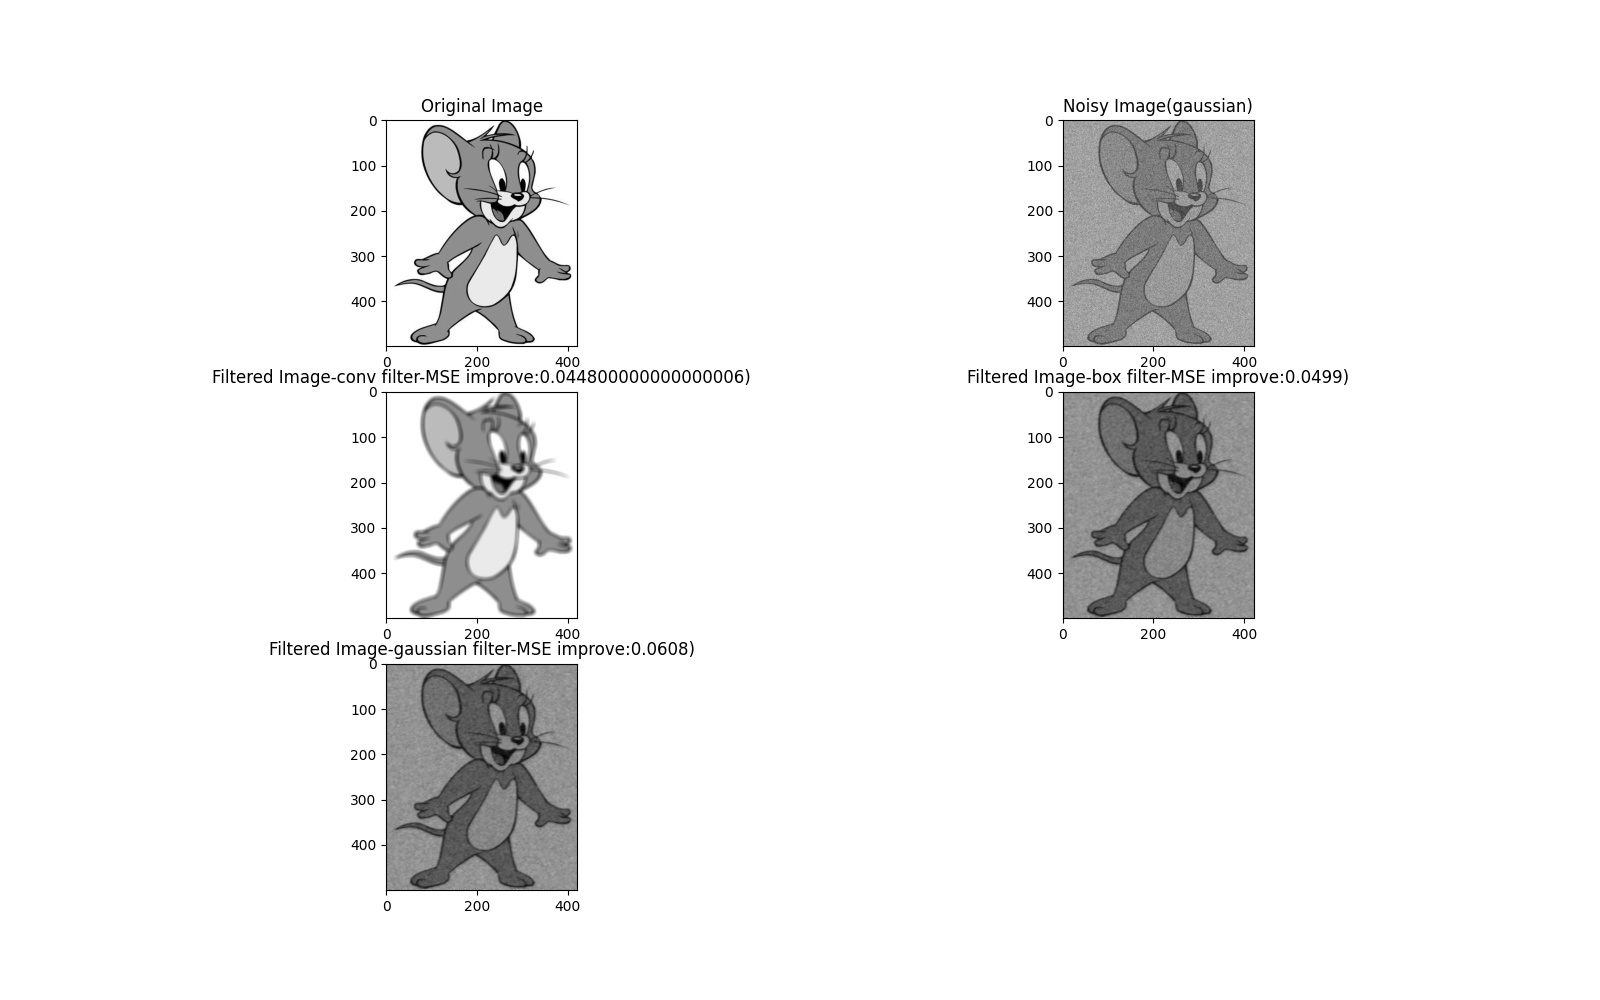 Original Image
0
100
200
300
400
0 200 400
Noisy Image(gaussian)
0
100
200
300
400
0 200 400
Filtered Image-conv filter-MSE improve:0.044800000000000006)
0
100
200
300
400
0 200 400
Filtered Image-box filter-MSE improve:0.0499)
0
100
200
300
400
0 200 400
Filtered Image-gaussian filter-MSE improve:0.0608)
0
100
200
300
400
0 200 400